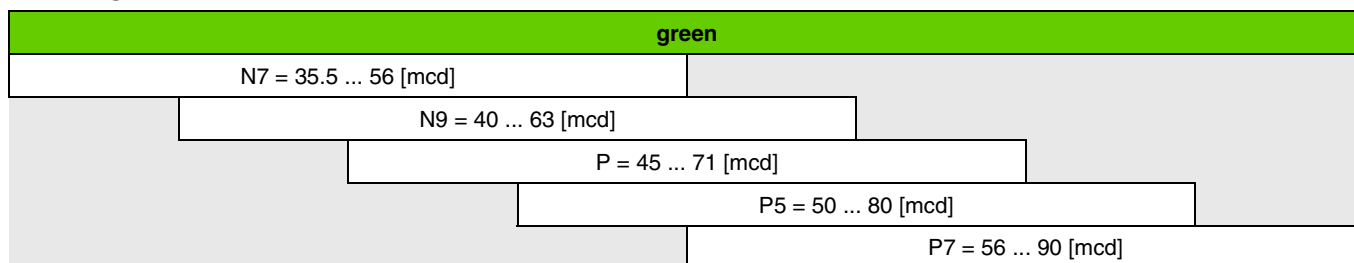 green
N7 = 35.5 ... 56 [mcd]
N9 = 40 ... 63 [mcd]
P = 45 ... 71 [mcd]
P5 = 50 ... 80 [mcd]
P7 = 56 ... 90 [mcd]